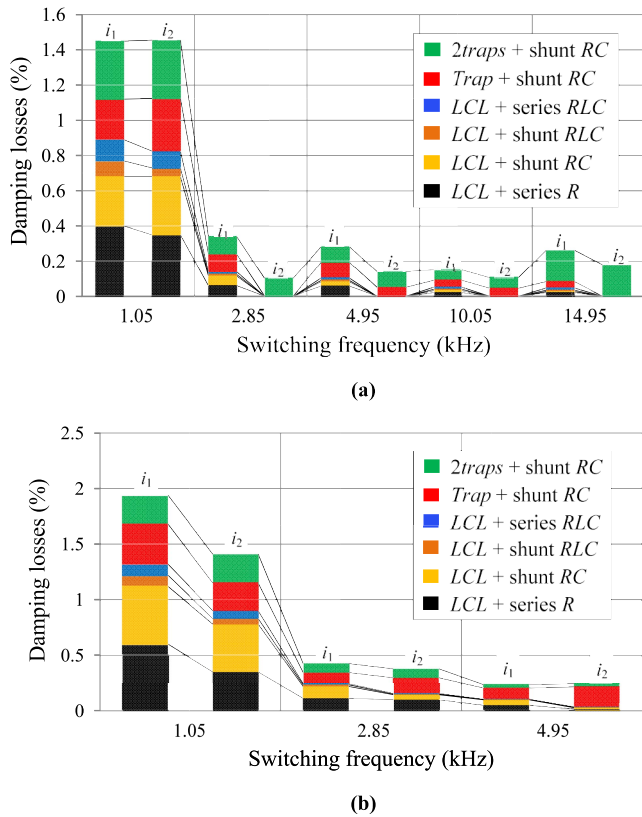 1.6
1.4
1.2
1
0.8
0.6
0.4
0.2
0
Damping losses (%)
i1
i2
i1
i2
i1
i2
i1
i2
i1
i2
2traps + shunt RC
Trap + shunt RC
LCL + series RLC
LCL + shunt RLC
LCL + shunt RC
LCL + series R
1.05 2.85 4.95 10.05 14.95
Switching frequency (kHz)
(a)
2.5
2
1.5
1
0.5
0
Damping losses (%)
i1
i2
i1
i2
i1
i2
2traps + shunt RC
Trap + shunt RC
LCL + series RLC
LCL + shunt RLC
LCL + shunt RC
LCL + series R
1.05 2.85 4.95
Switching frequency (kHz)
(b)